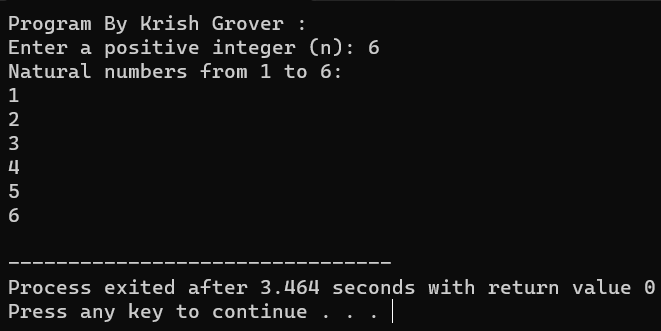 Program By Krish Grover :
Enter a positive integer (n): 6
Natural numbers from 1 to 6:
1
2
3
4
5
6
--------------------------------
Process exited after 3.464 seconds with return value 0
Press any key to continue . . .